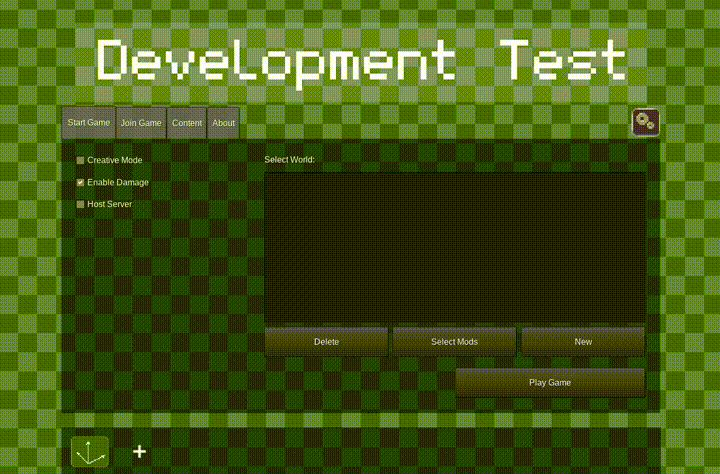 Development Test
Start Game Join Game Content About
Creative Mode
Select World:
Enable Damage
Host Server
Delete Select Mods New
Play Game